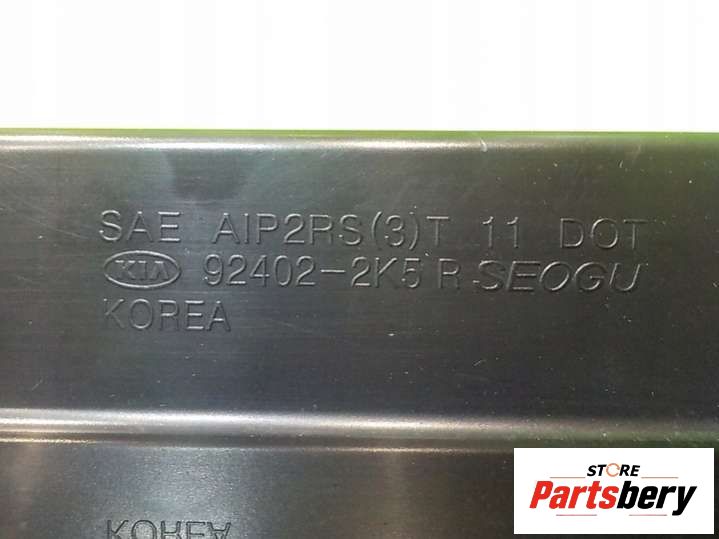 SAE AIP2RS(3)T 11 DOT
KIA 92402-2K5 R SEOGU
KOREA
KOREA
STORE
Partsbery